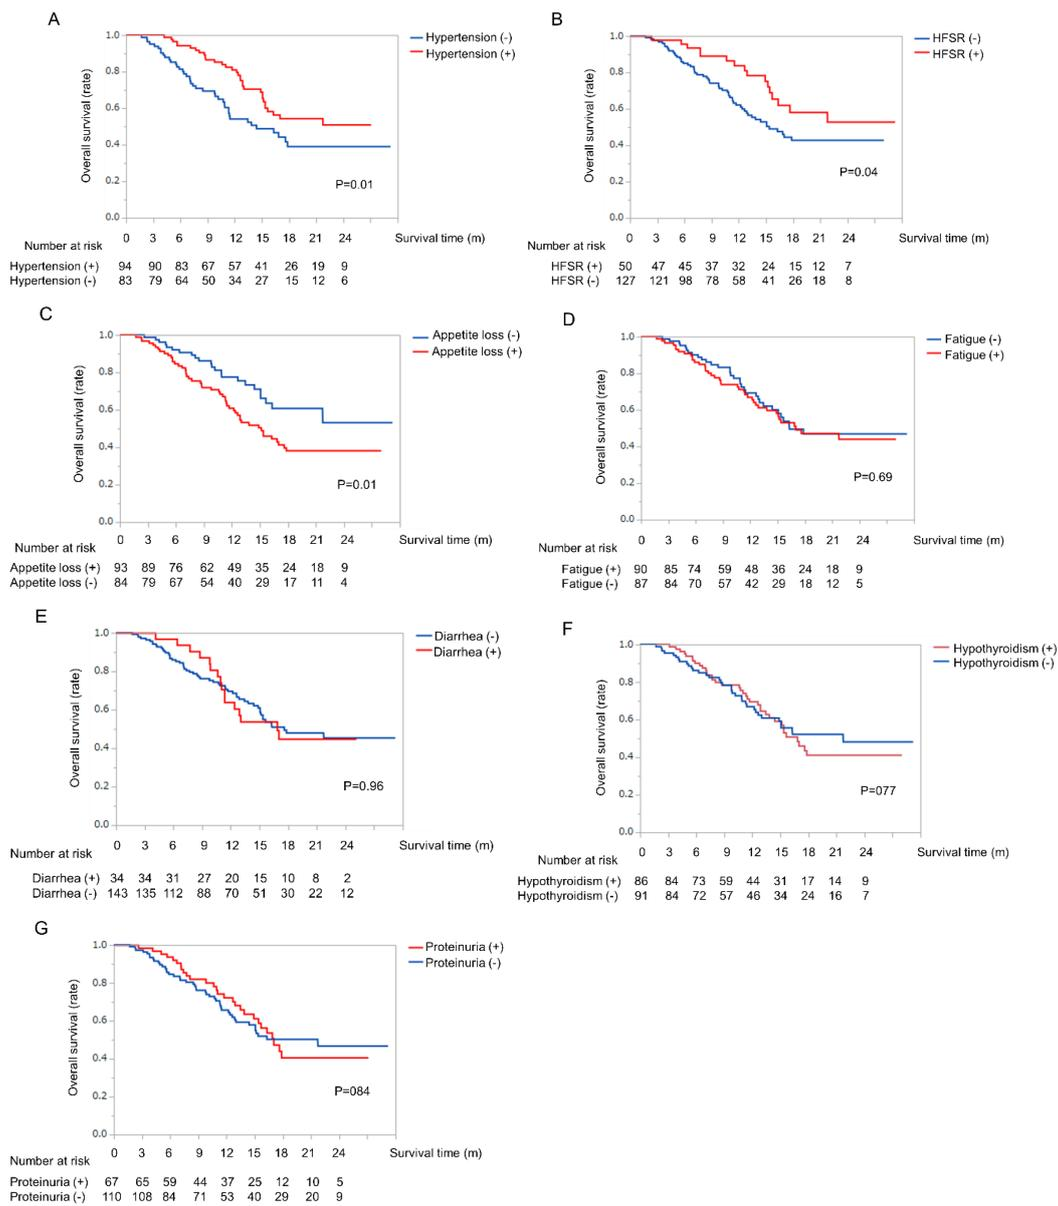 A
Hypertension (-)
Hypertension (+)
Overall survival (rate)
1.0
0.8
0.6
0.4
0.2
0.0
P=0.01
0 3 6 9 12 15 18 21 24 Survival time (m)
Number at risk
Hypertension (+) 94 90 83 67 57 41 26 19 9
Hypertension (-) 83 79 64 50 34 27 15 12 6
B
HFSR (-)
HFSR (+)
Overall survival (rate)
1.0
0.8
0.6
0.4
0.2
0.0
P=0.04
0 3 6 9 12 15 18 21 24 Survival time (m)
Number at risk
HFSR (+) 50 47 45 37 32 24 15 12 7
HFSR (-) 127 121 98 78 58 41 26 18 8
C
Appetite loss (-)
Appetite loss (+)
Overall survival (rate)
1.0
0.8
0.6
0.4
0.2
0.0
P=0.01
0 3 6 9 12 15 18 21 24 Survival time (m)
Number at risk
Appetite loss (+) 93 89 76 62 49 35 24 18 9
Appetite loss (-) 84 79 67 54 40 29 17 11 4
D
Fatigue (-)
Fatigue (+)
Overall survival (rate)
1.0
0.8
0.6
0.4
0.2
0.0
P=0.69
0 3 6 9 12 15 18 21 24 Survival time (m)
Number at risk
Fatigue (+) 90 85 74 59 48 36 24 18 9
Fatigue (-) 87 84 70 57 42 29 18 12 5
E
Diarrhea (-)
Diarrhea (+)
Overall survival (rate)
1.0
0.8
0.6
0.4
0.2
0.0
P=0.96
0 3 6 9 12 15 18 21 24 Survival time (m)
Number at risk
Diarrhea (+) 34 34 31 27 20 15 10 8 2
Diarrhea (-) 143 135 112 88 70 51 30 22 12
F
Hypothyroidism (+)
Hypothyroidism (-)
Overall survival (rate)
1.0
0.8
0.6
0.4
0.2
0.0
P=077
0 3 6 9 12 15 18 21 24 Survival time (m)
Number at risk
Hypothyroidism (+) 86 84 73 59 44 31 17 14 9
Hypothyroidism (-) 91 84 72 57 46 34 24 16 7
G
Proteinuria (+)
Proteinuria (-)
Overall survival (rate)
1.0
0.8
0.6
0.4
0.2
0.0
P=084
0 3 6 9 12 15 18 21 24 Survival time (m)
Number at risk
Proteinuria (+) 67 65 59 44 37 25 12 10 5
Proteinuria (-) 110 108 84 71 53 40 29 20 9